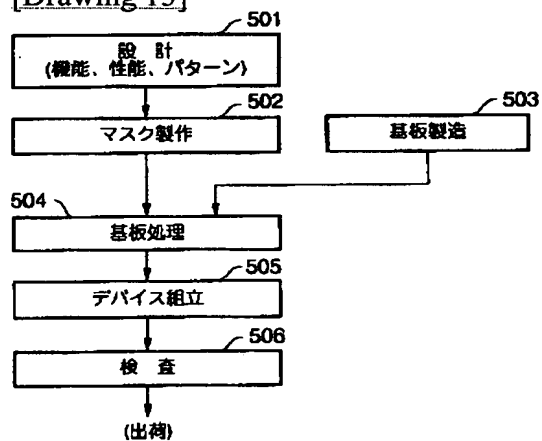 [Drawing 15]
501
設 計
(機能、性能、パターン)
502
マスク製作
503
基板製造
504
基板処理
505
デバイス組立
506
検 査
(出荷)